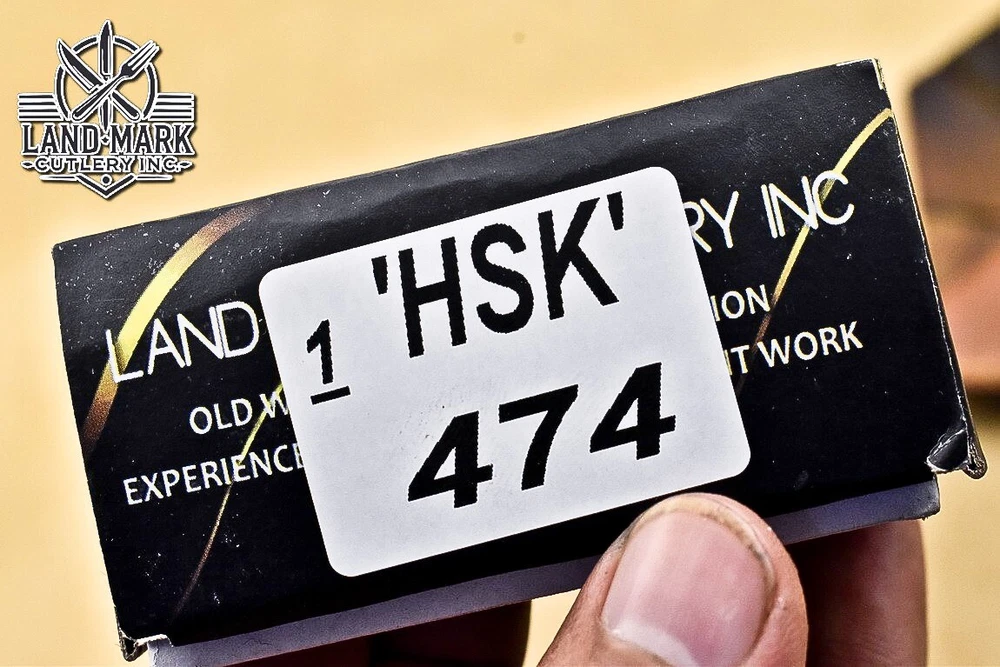 LAND★MARK
CUTLERY INC.
'HSK'
1
474
LAND
RY INC
OLD W
ION
EXPERIENCE
T WORK